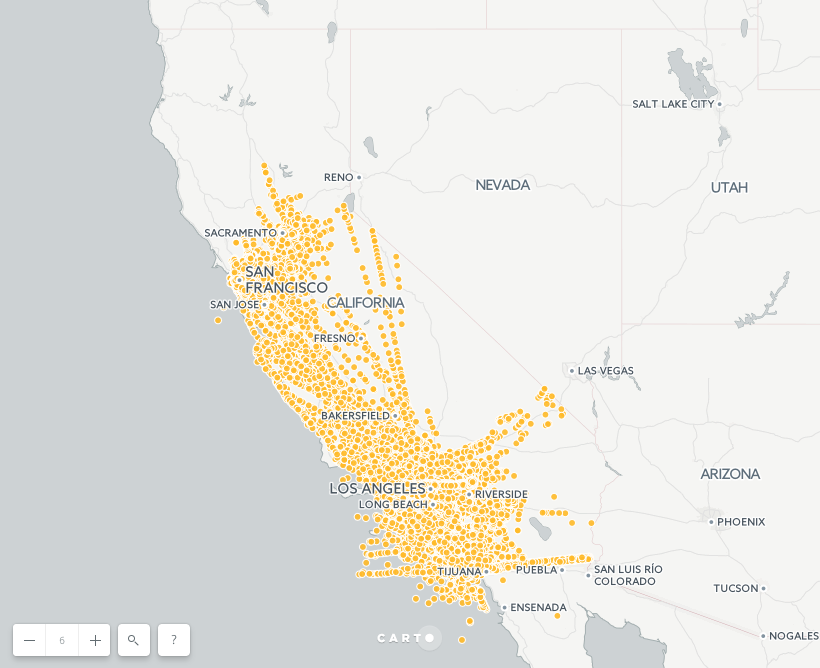 SALT LAKE CITY
RENO
NEVADA
UTAH
SACRAMENTO
SAN
FRANCISCO
SAN JOSE
CALIFORNIA
FRESNO
LAS VEGAS
BAKERSFIELD
ARIZONA
LOS ANGELES
RIVERSIDE
LONG BEACH
PHOENIX
TIJUANA
PUEBLA
SAN LUIS RÍO
COLORADO
TUCSON
ENSENADA
NOGALES
6
?
CARTO